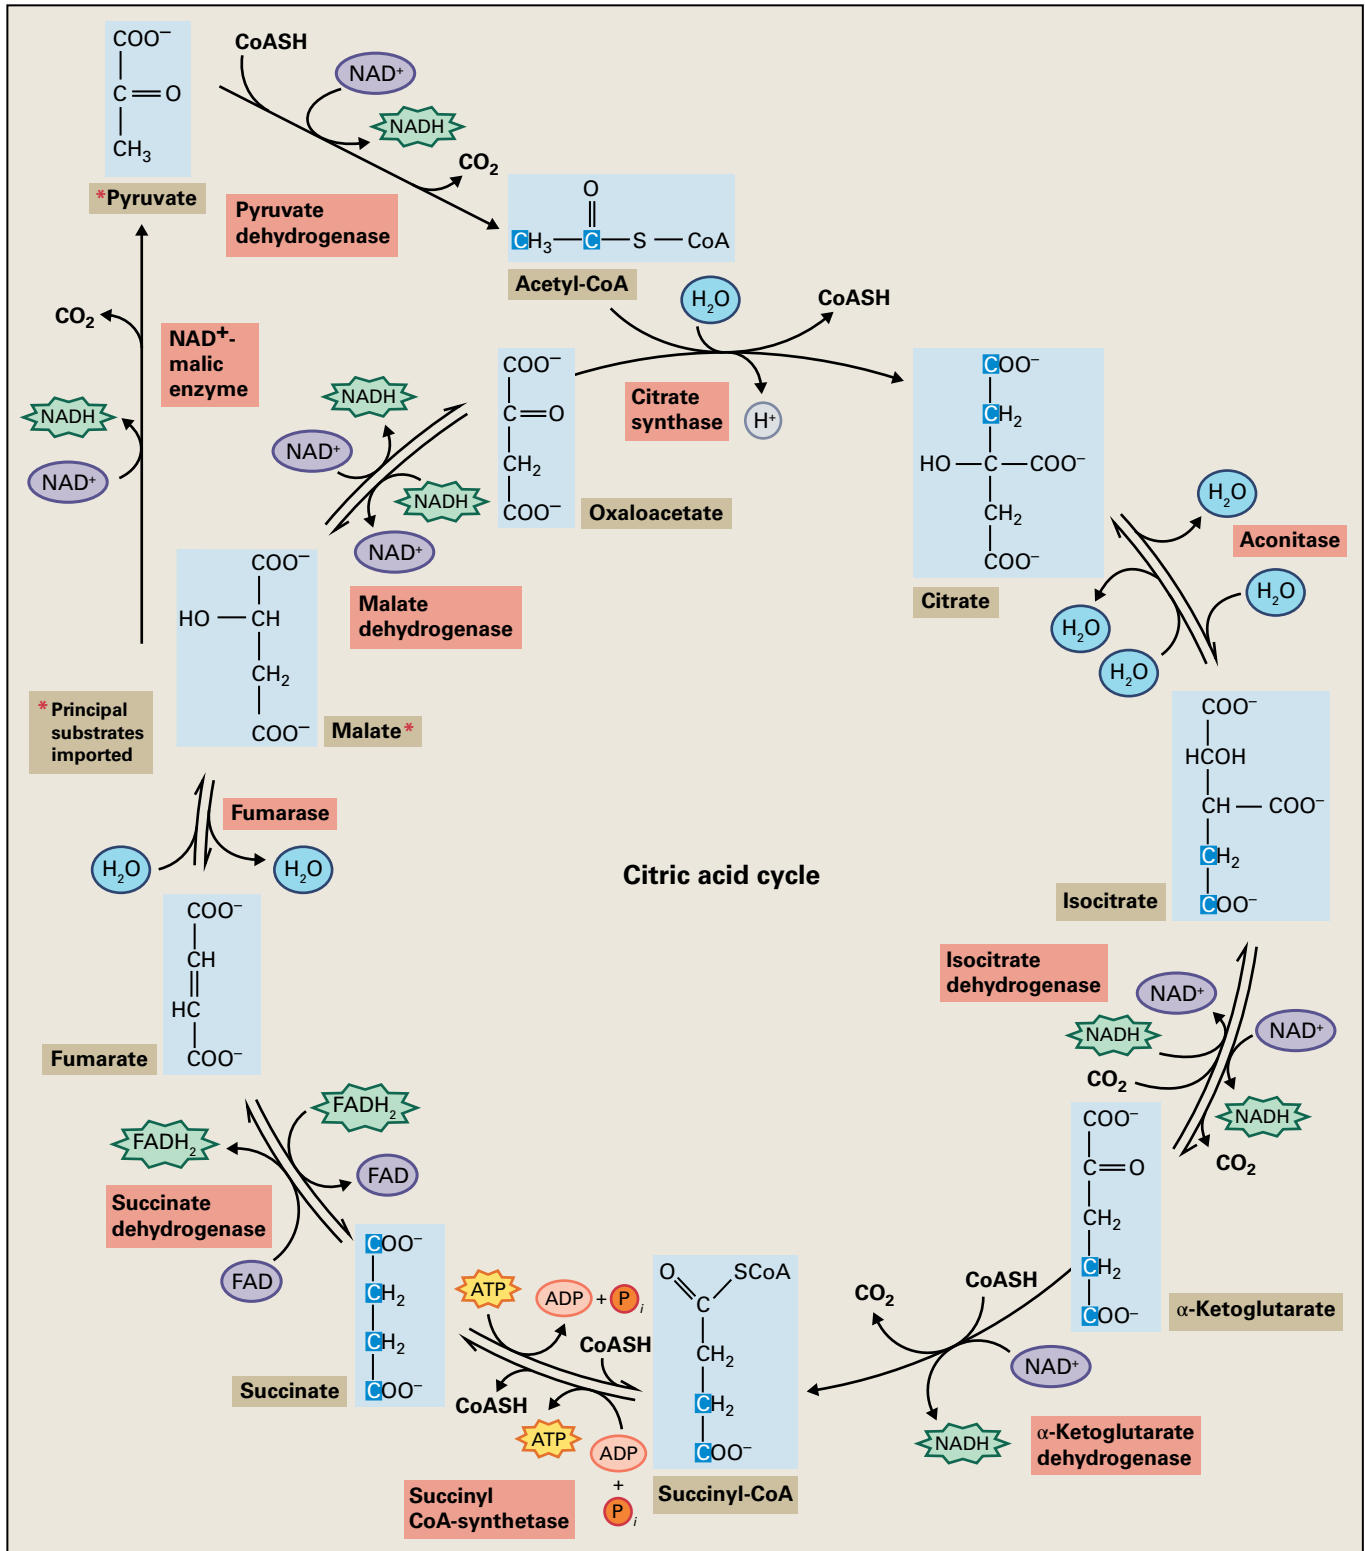 COO⁻
C=O
CH₃
*Pyruvate
CoASH
NAD⁺
NADH
CO₂
Pyruvate
dehydrogenase
O
CH₃—C—S—CoA
Acetyl-CoA
H₂O
CoASH
CO₂
NAD⁺-
malic
enzyme
NADH
NAD⁺
COO⁻
C=O
CH₂
COO⁻
Oxaloacetate
Citrate
synthase
H⁺
NADH
NAD⁺
NADH
NAD⁺
Malate
dehydrogenase
COO⁻
CH₂
HO—C—COO⁻
CH₂
COO⁻
Citrate
H₂O
Aconitase
H₂O
H₂O
H₂O
COO⁻
HO—CH
CH₂
COO⁻
Malate*
*Principal
substrates
imported
COO⁻
HCOH
CH—COO⁻
CH₂
COO⁻
Isocitrate
Fumarase
H₂O
H₂O
Citric acid cycle
COO⁻
CH
HC
COO⁻
Fumarate
Isocitrate
dehydrogenase
NAD⁺
NADH
CO₂
NAD⁺
NADH
CO₂
COO⁻
C=O
CH₂
CH₂
COO⁻
α-Ketoglutarate
FADH₂
FADH₂
FAD
Succinate
dehydrogenase
FAD
COO⁻
CH₂
CH₂
COO⁻
Succinate
ATP
ADP + Pᵢ
CoASH
CoASH
ATP
ADP
+
Pᵢ
Succinyl
CoA-synthetase
O SCoA
C
CH₂
CH₂
COO⁻
Succinyl-CoA
CO₂
CoASH
NAD⁺
NADH
α-Ketoglutarate
dehydrogenase